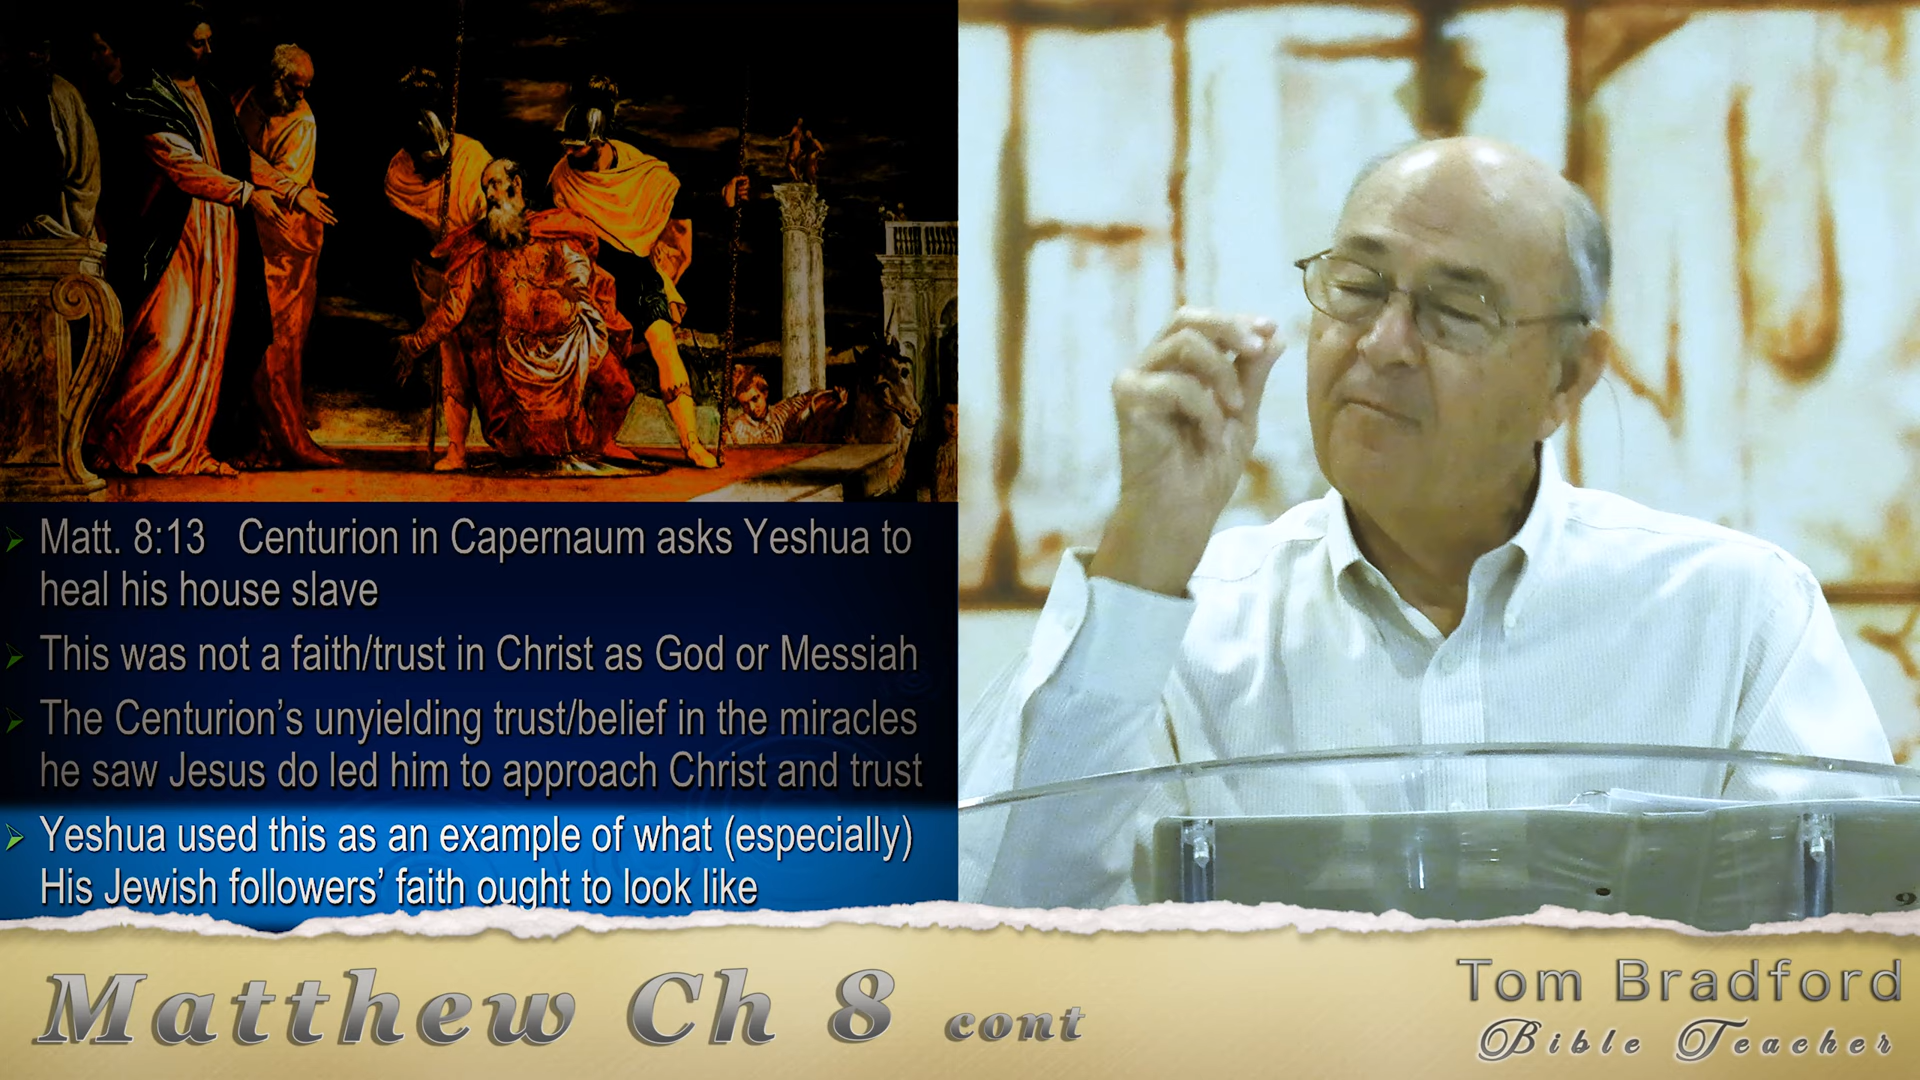 Matt. 8:13 Centurion in Capernaum asks Yeshua to
heal his house slave
This was not a faith/trust in Christ as God or Messiah
The Centurion's unyielding trust/belief in the miracles
he saw Jesus do led him to approach Christ and trust
Yeshua used this as an example of what (especially)
His Jewish followers' faith ought to look like
Matthew Ch 8 cont
Tom Bradford
Bible Teacher